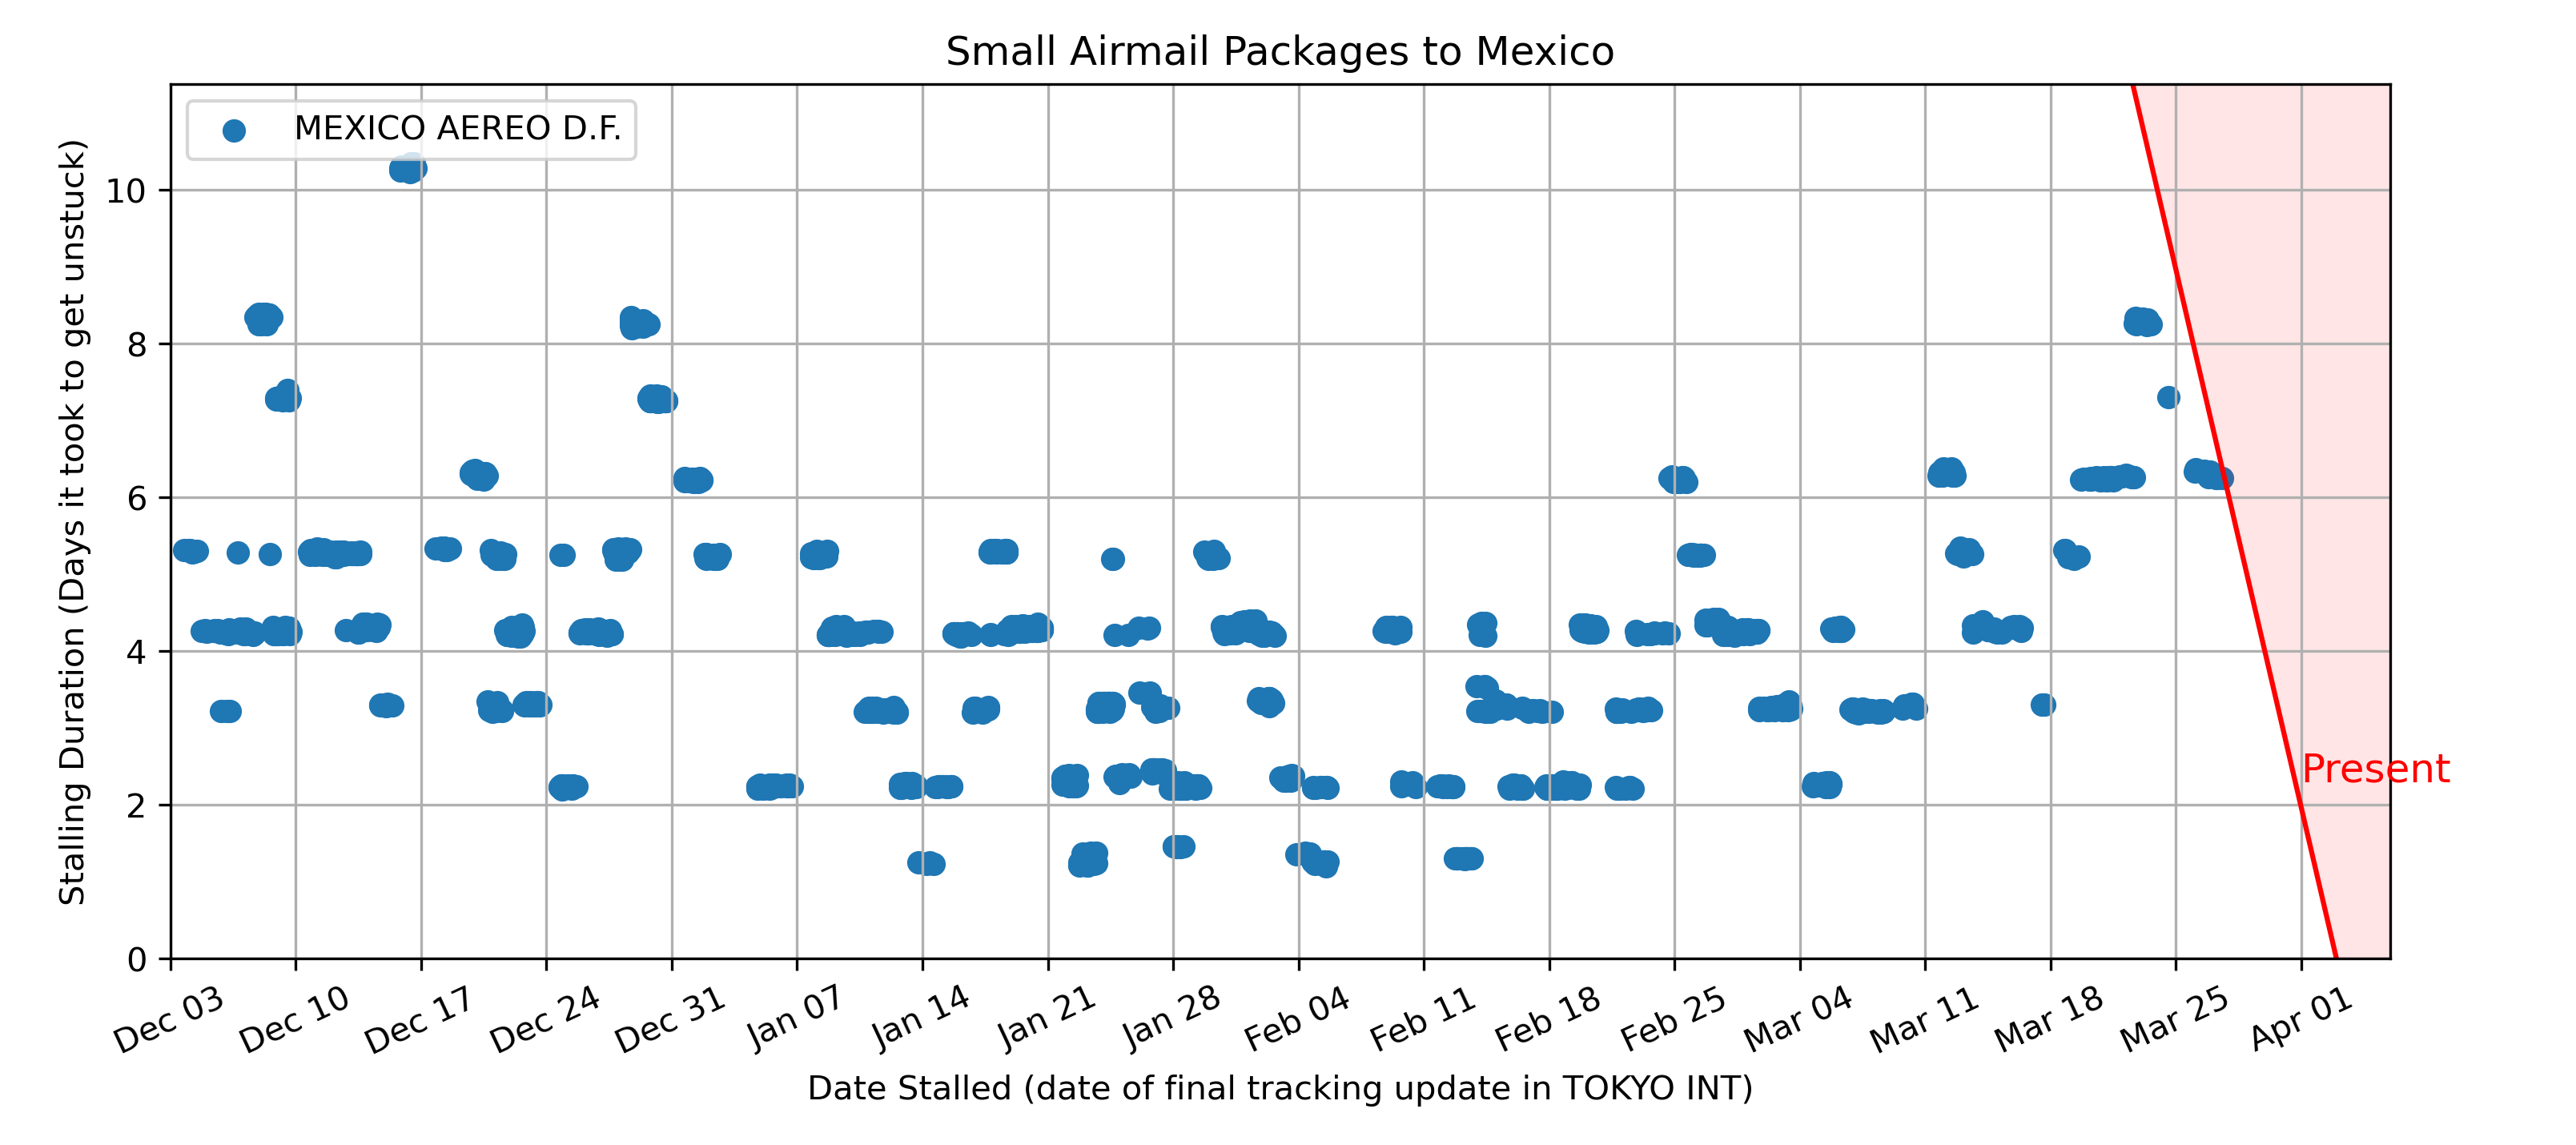 Small Airmail Packages to Mexico
MEXICO AEREO D.F.
Stalling Duration (Days it took to get unstuck)
10
8
6
4
2
0
Present
Dec 03
Dec 10
Dec 17
Dec 24
Dec 31
Jan 07
Jan 14
Jan 21
Jan 28
Feb 04
Feb 11
Feb 18
Feb 25
Mar 04
Mar 11
Mar 18
Mar 25
Apr 01
Date Stalled (date of final tracking update in TOKYO INT)